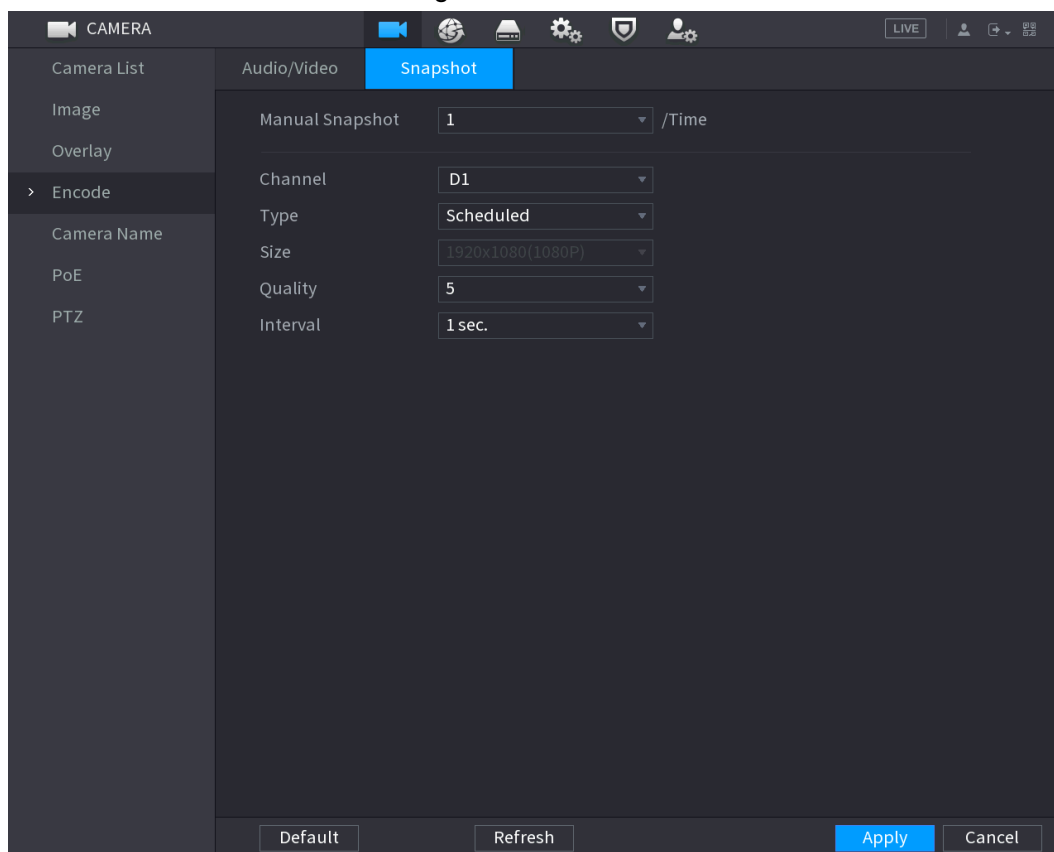 CAMERA LIVE
Camera List
Image
Overlay
> Encode
Camera Name
PoE
PTZ
Audio/Video Snapshot
Manual Snapshot 1 /Time
Channel D1
Type Scheduled
Size 1920x1080(1080P)
Quality 5
Interval 1 sec.
Default Refresh Apply Cancel